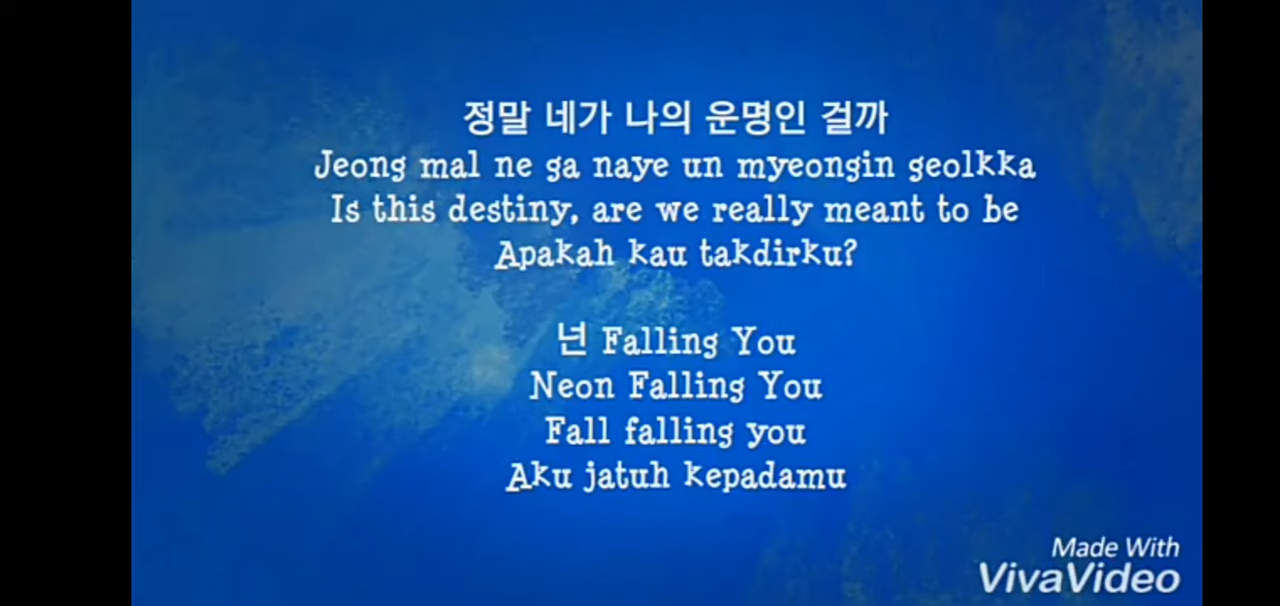 정말 네가 나의 운명인 걸까
Jeong mal ne ga naye un myeongin geolkka
Is this destiny, are we really meant to be
Apakah kau takdirku?
넌 Falling You
Neon Falling You
Fall falling you
Aku jatuh kepadamu
Made With
VivaVideo